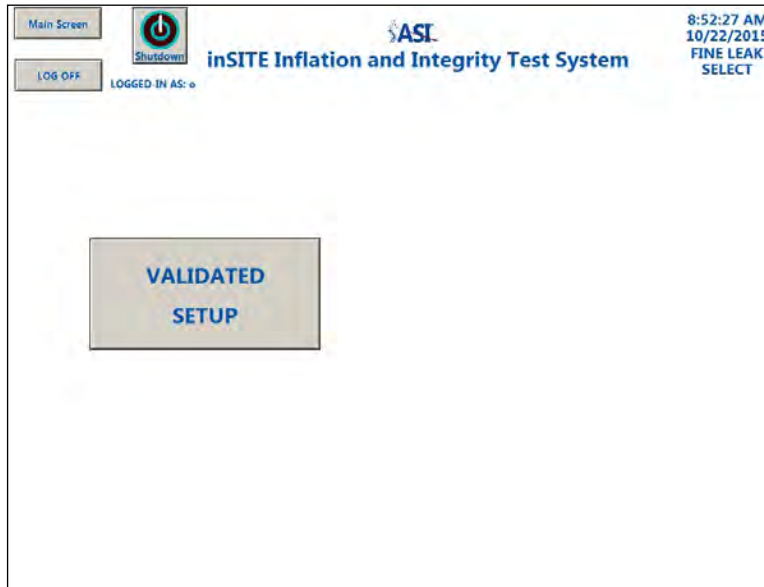 Main Screen
Shutdown
LOG OFF
LOGGED IN AS: o
ASI
inSITE Inflation and Integrity Test System
8:52:27 AM
10/22/2015
FINE LEAK
SELECT
VALIDATED
SETUP